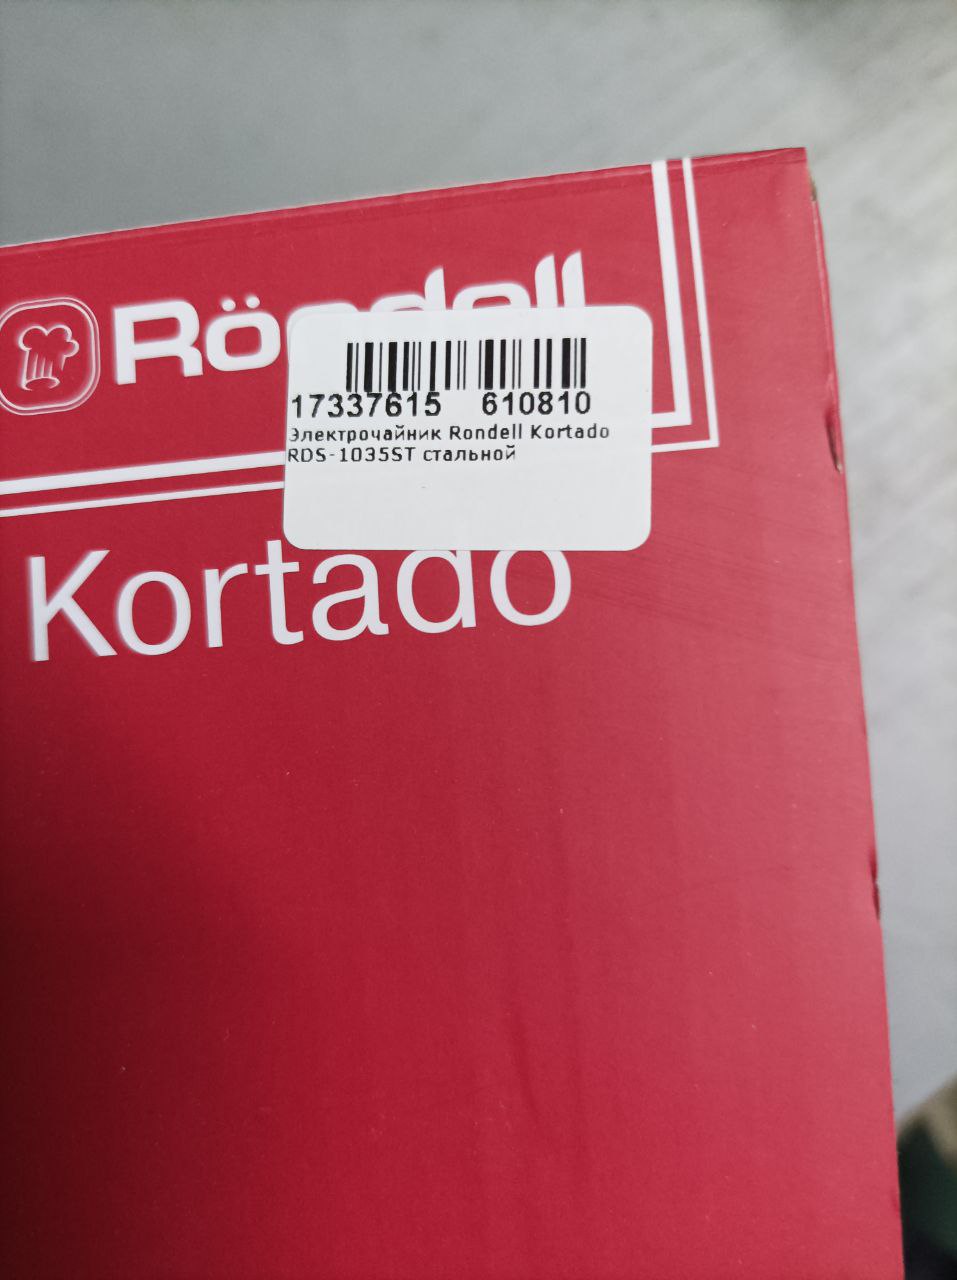 Röndell
17337615 610810
Электрочайник Rondell Kortado
RDS-1035ST стальной
Kortado